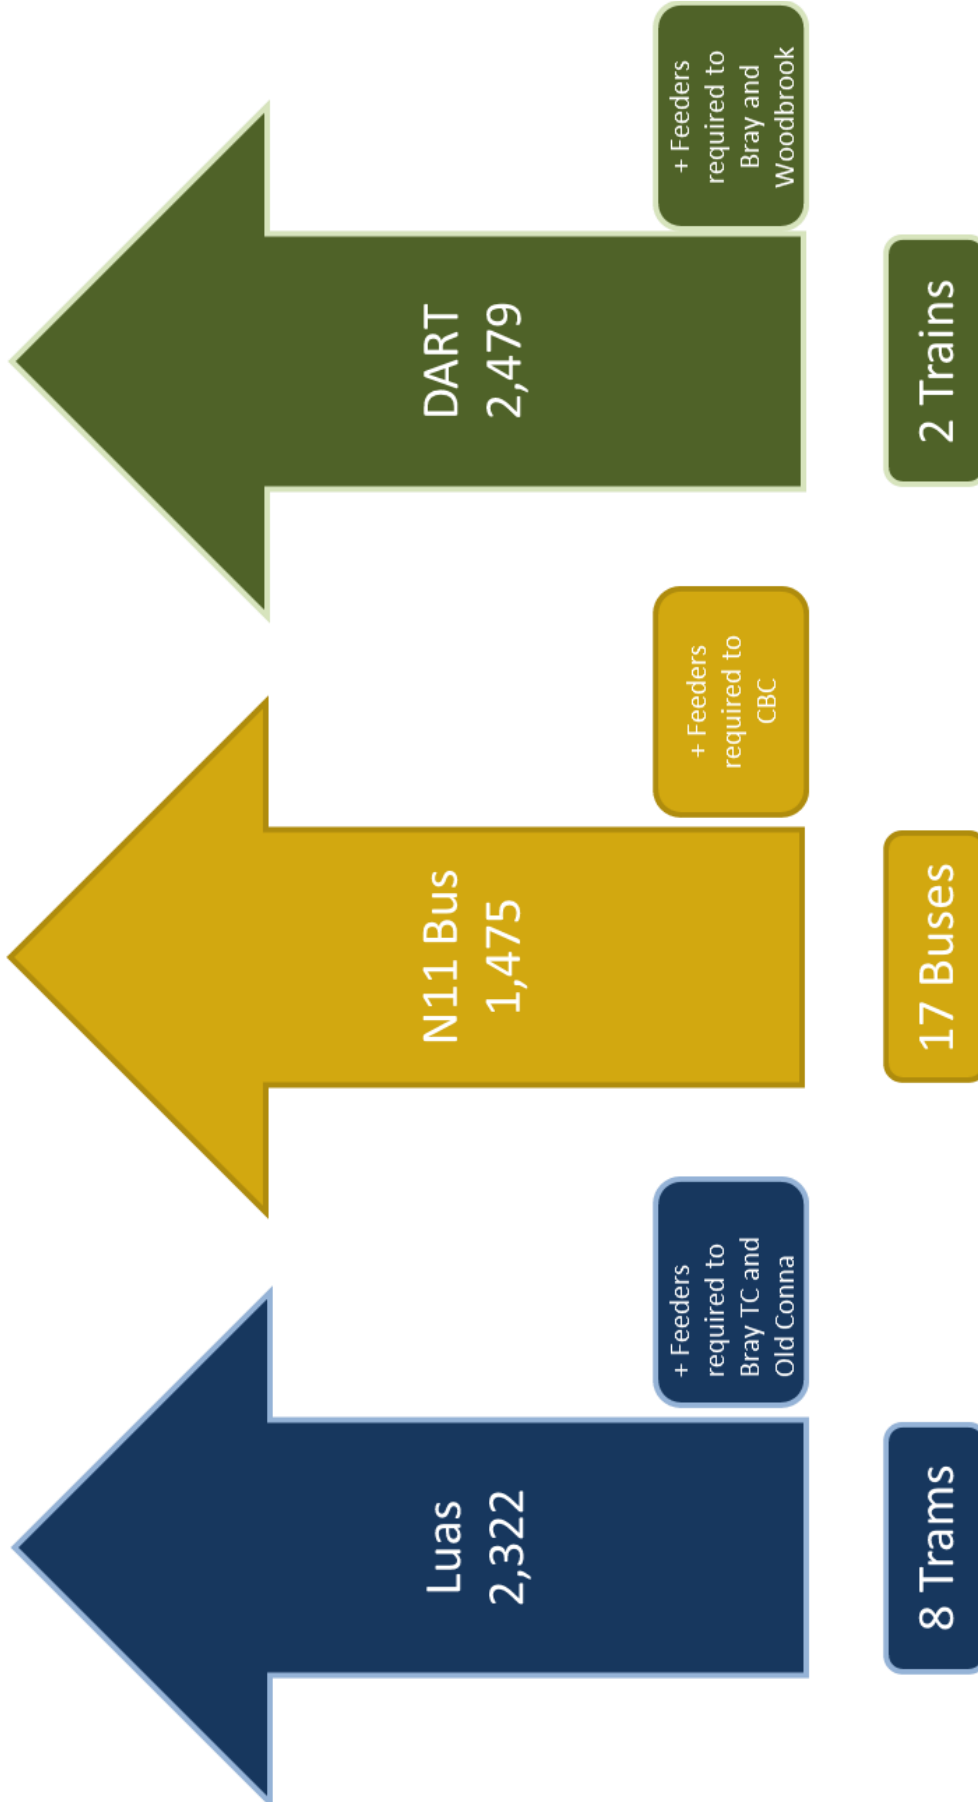 Luas
2,322
+ Feeders
required to
Bray TC and
Old Conna
8 Trams
N11 Bus
1,475
+ Feeders
required to
CBC
17 Buses
DART
2,479
+ Feeders
required to
Bray and
Woodbrook
2 Trains